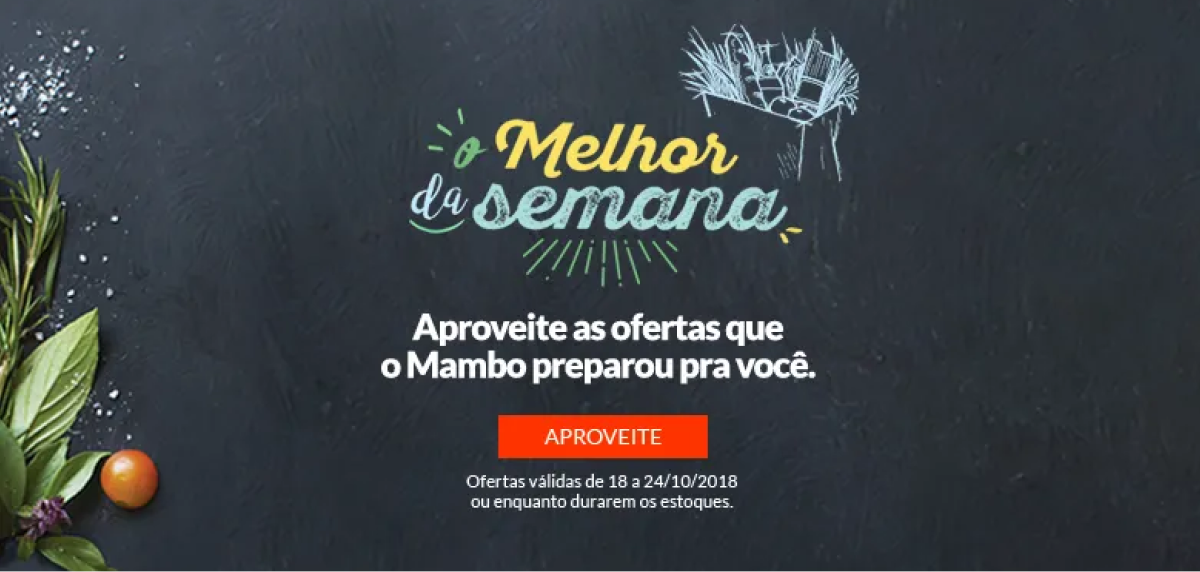 o Melhor
da semana
Aproveite as ofertas que
o Mambo preparou pra você.
APROVEITE
Ofertas válidas de 18 a 24/10/2018
ou enquanto durarem os estoques.